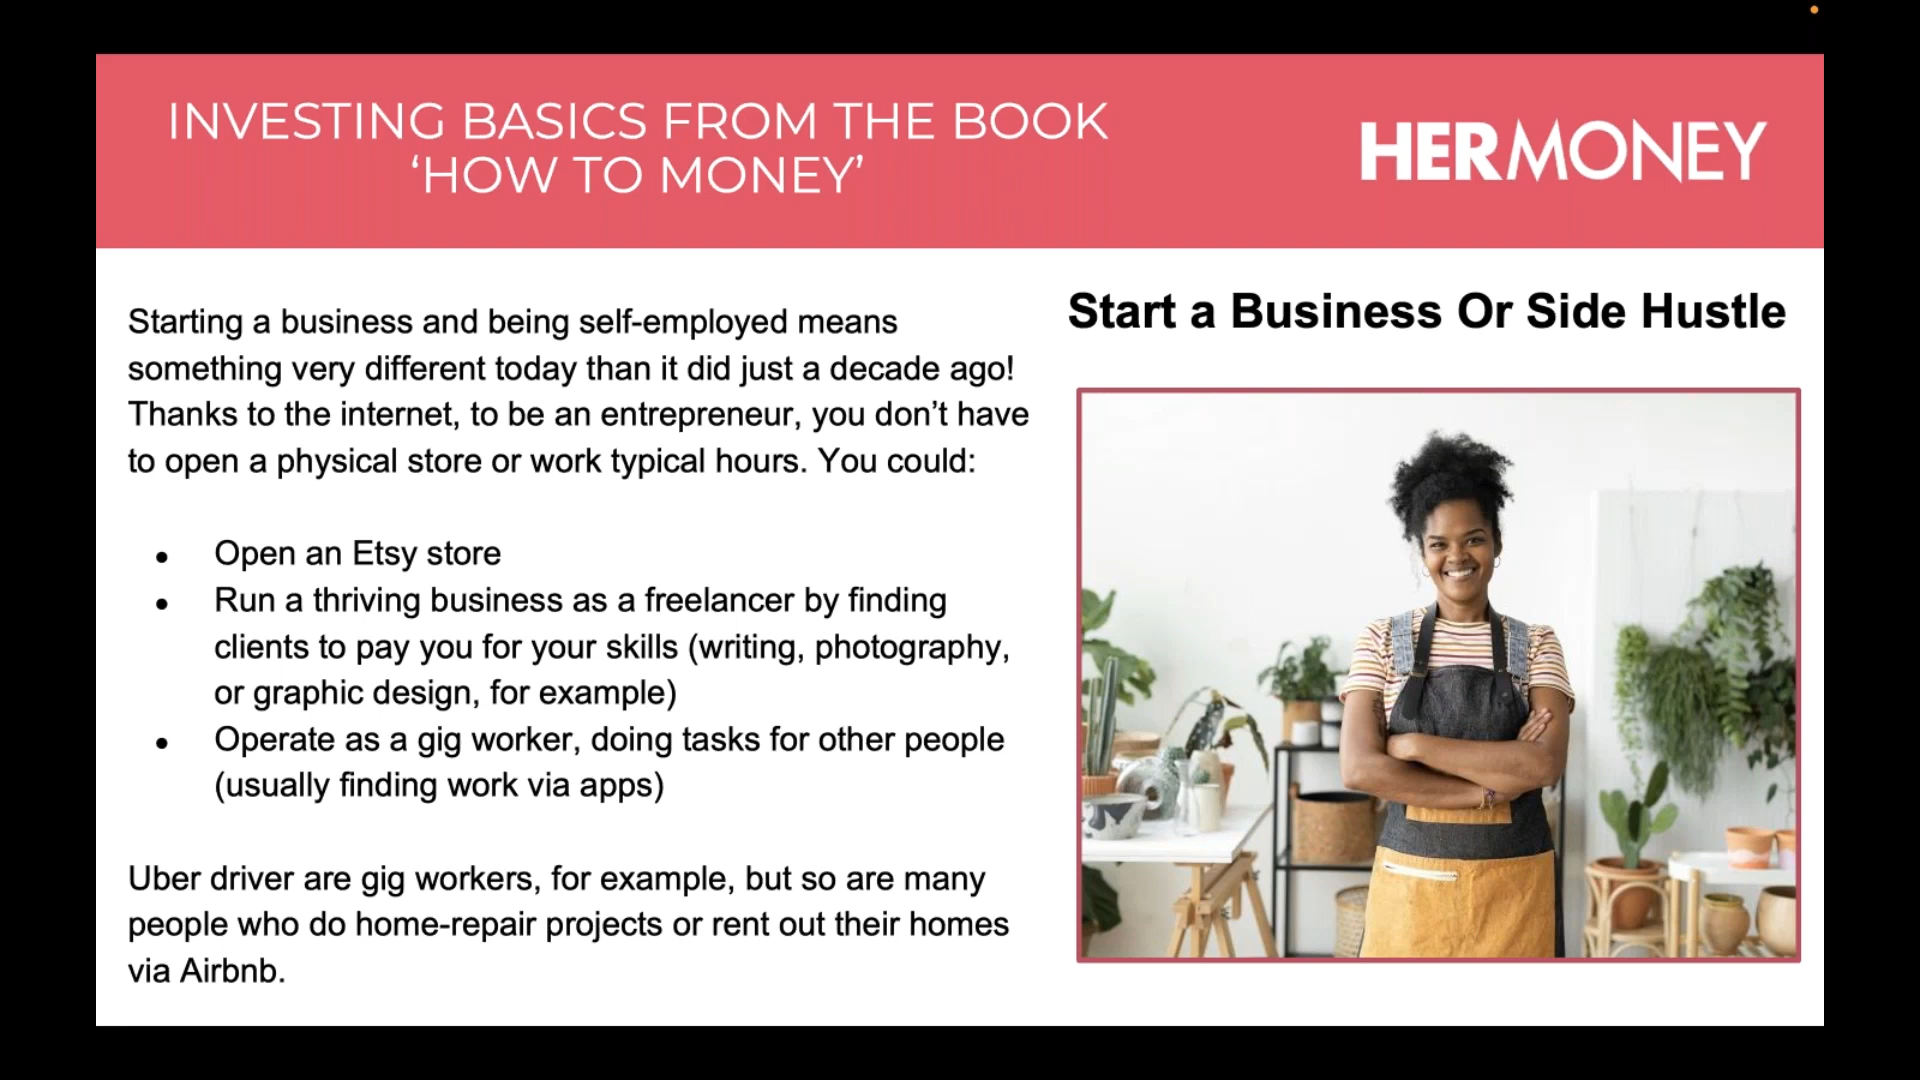 INVESTING BASICS FROM THE BOOK
‘HOW TO MONEY’
HERMONEY
Starting a business and being self-employed means
something very different today than it did just a decade ago!
Thanks to the internet, to be an entrepreneur, you don’t have
to open a physical store or work typical hours. You could:
● Open an Etsy store
● Run a thriving business as a freelancer by finding
clients to pay you for your skills (writing, photography,
or graphic design, for example)
● Operate as a gig worker, doing tasks for other people
(usually finding work via apps)
Uber driver are gig workers, for example, but so are many
people who do home-repair projects or rent out their homes
via Airbnb.
Start a Business Or Side Hustle